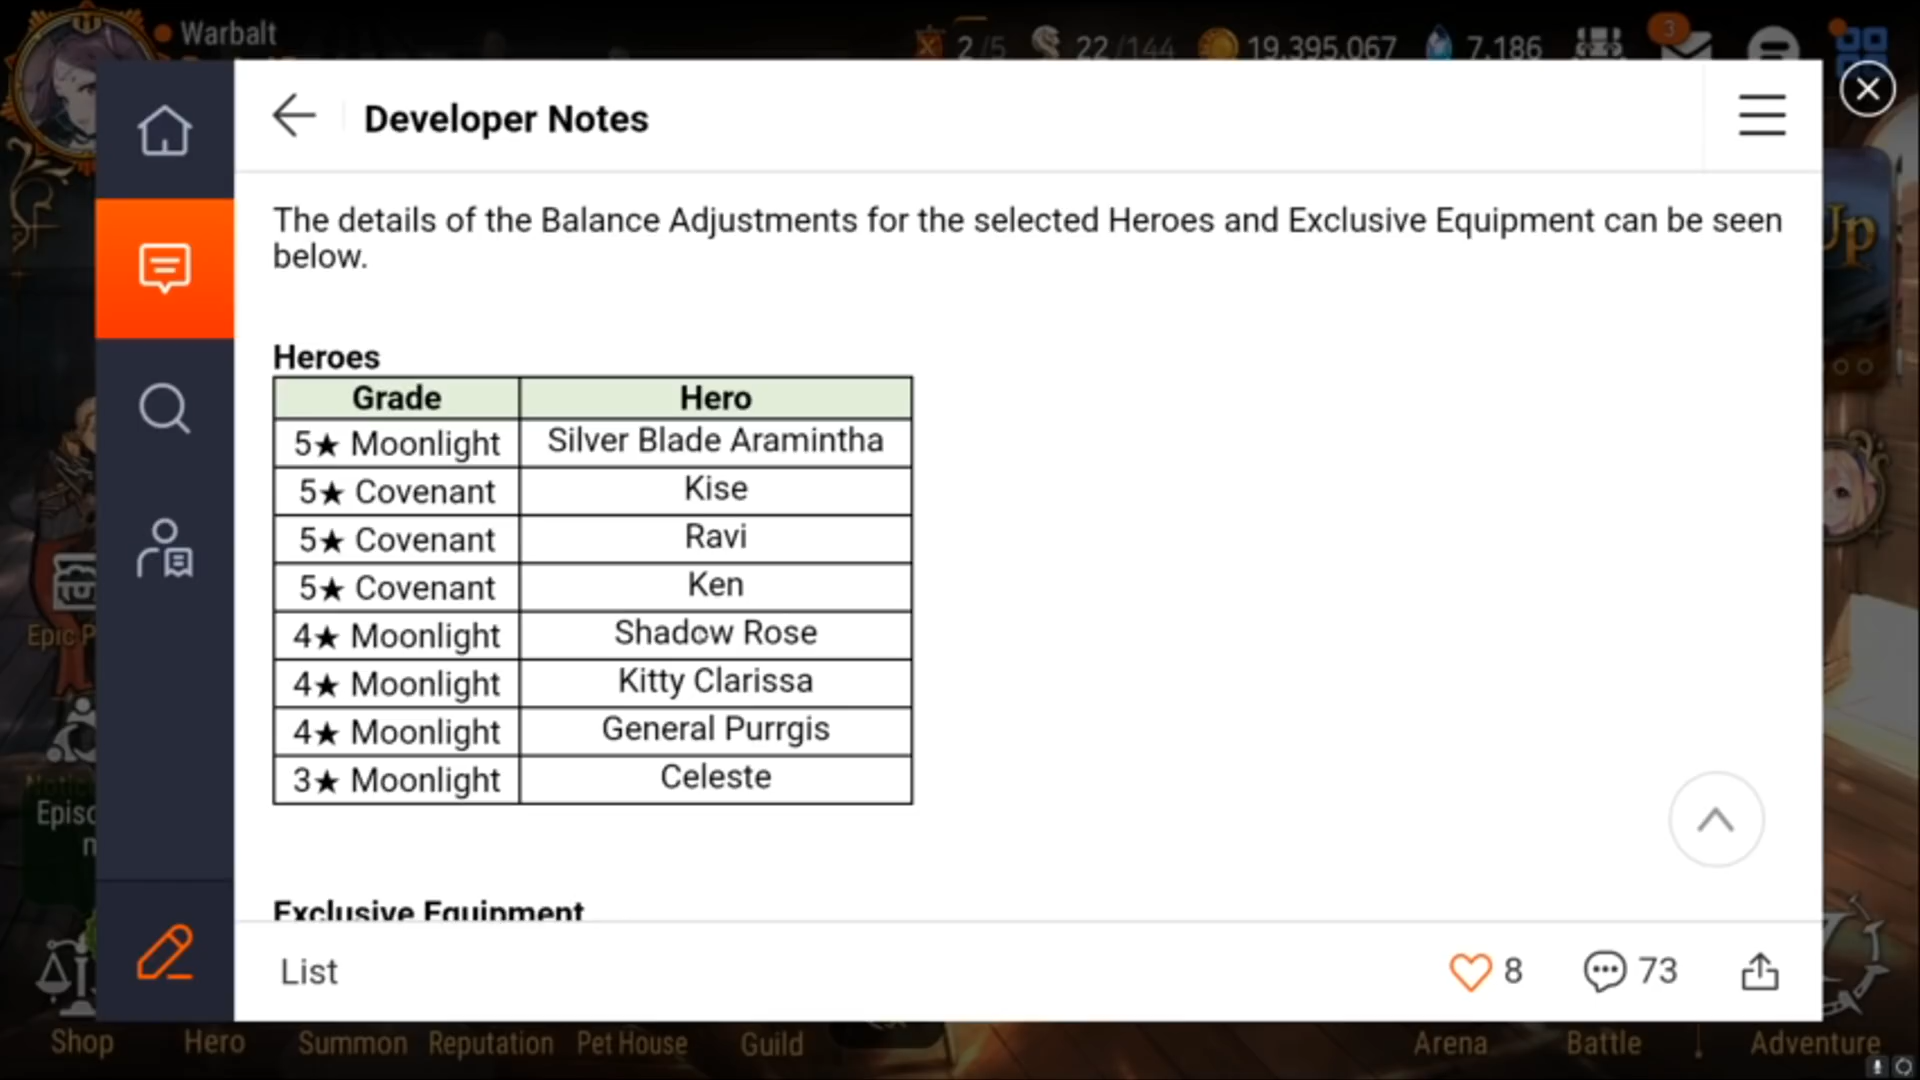 Warbalt
2/5
22/144
19,395,067
7,186
3
Developer Notes
The details of the Balance Adjustments for the selected Heroes and Exclusive Equipment can be seen
below.
Up
Heroes
Grade Hero
5★ Moonlight Silver Blade Aramintha
5★ Covenant Kise
5★ Covenant Ravi
5★ Covenant Ken
4★ Moonlight Shadow Rose
4★ Moonlight Kitty Clarissa
4★ Moonlight General Purrgis
3★ Moonlight Celeste
Epic P
Episo
n
Exclusive Equipment
List
8
73
Shop Hero Summon Reputation Pet House Guild Arena Battle Adventure